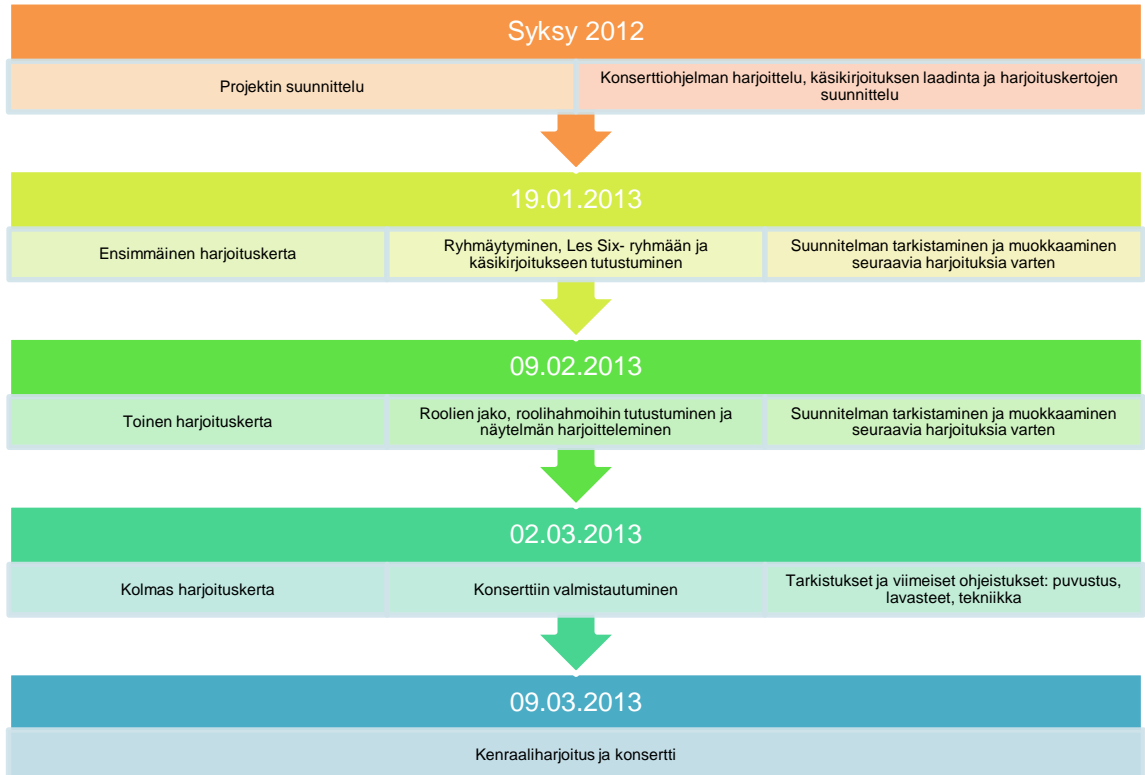 Syksy 2012
Projektin suunnittelu
Konserttiohjelman harjoittelu, käsikirjoituksen laadinta ja harjoituskertojen
suunnittelu
19.01.2013
Ensimmäinen harjoituskerta
Ryhmäytyminen, Les Six- ryhmään ja
käsikirjoitukseen tutustuminen
Suunnitelman tarkistaminen ja muokkaaminen
seuraavia harjoituksia varten
09.02.2013
Toinen harjoituskerta
Roolien jako, roolihahmoihin tutustuminen ja
näytelmän harjoitteleminen
Suunnitelman tarkistaminen ja muokkaaminen
seuraavia harjoituksia varten
02.03.2013
Kolmas harjoituskerta
Konserttiin valmistautuminen
Tarkistukset ja viimeiset ohjeistukset: puvustus,
lavasteet, tekniikka
09.03.2013
Kenraaliharjoitus ja konsertti